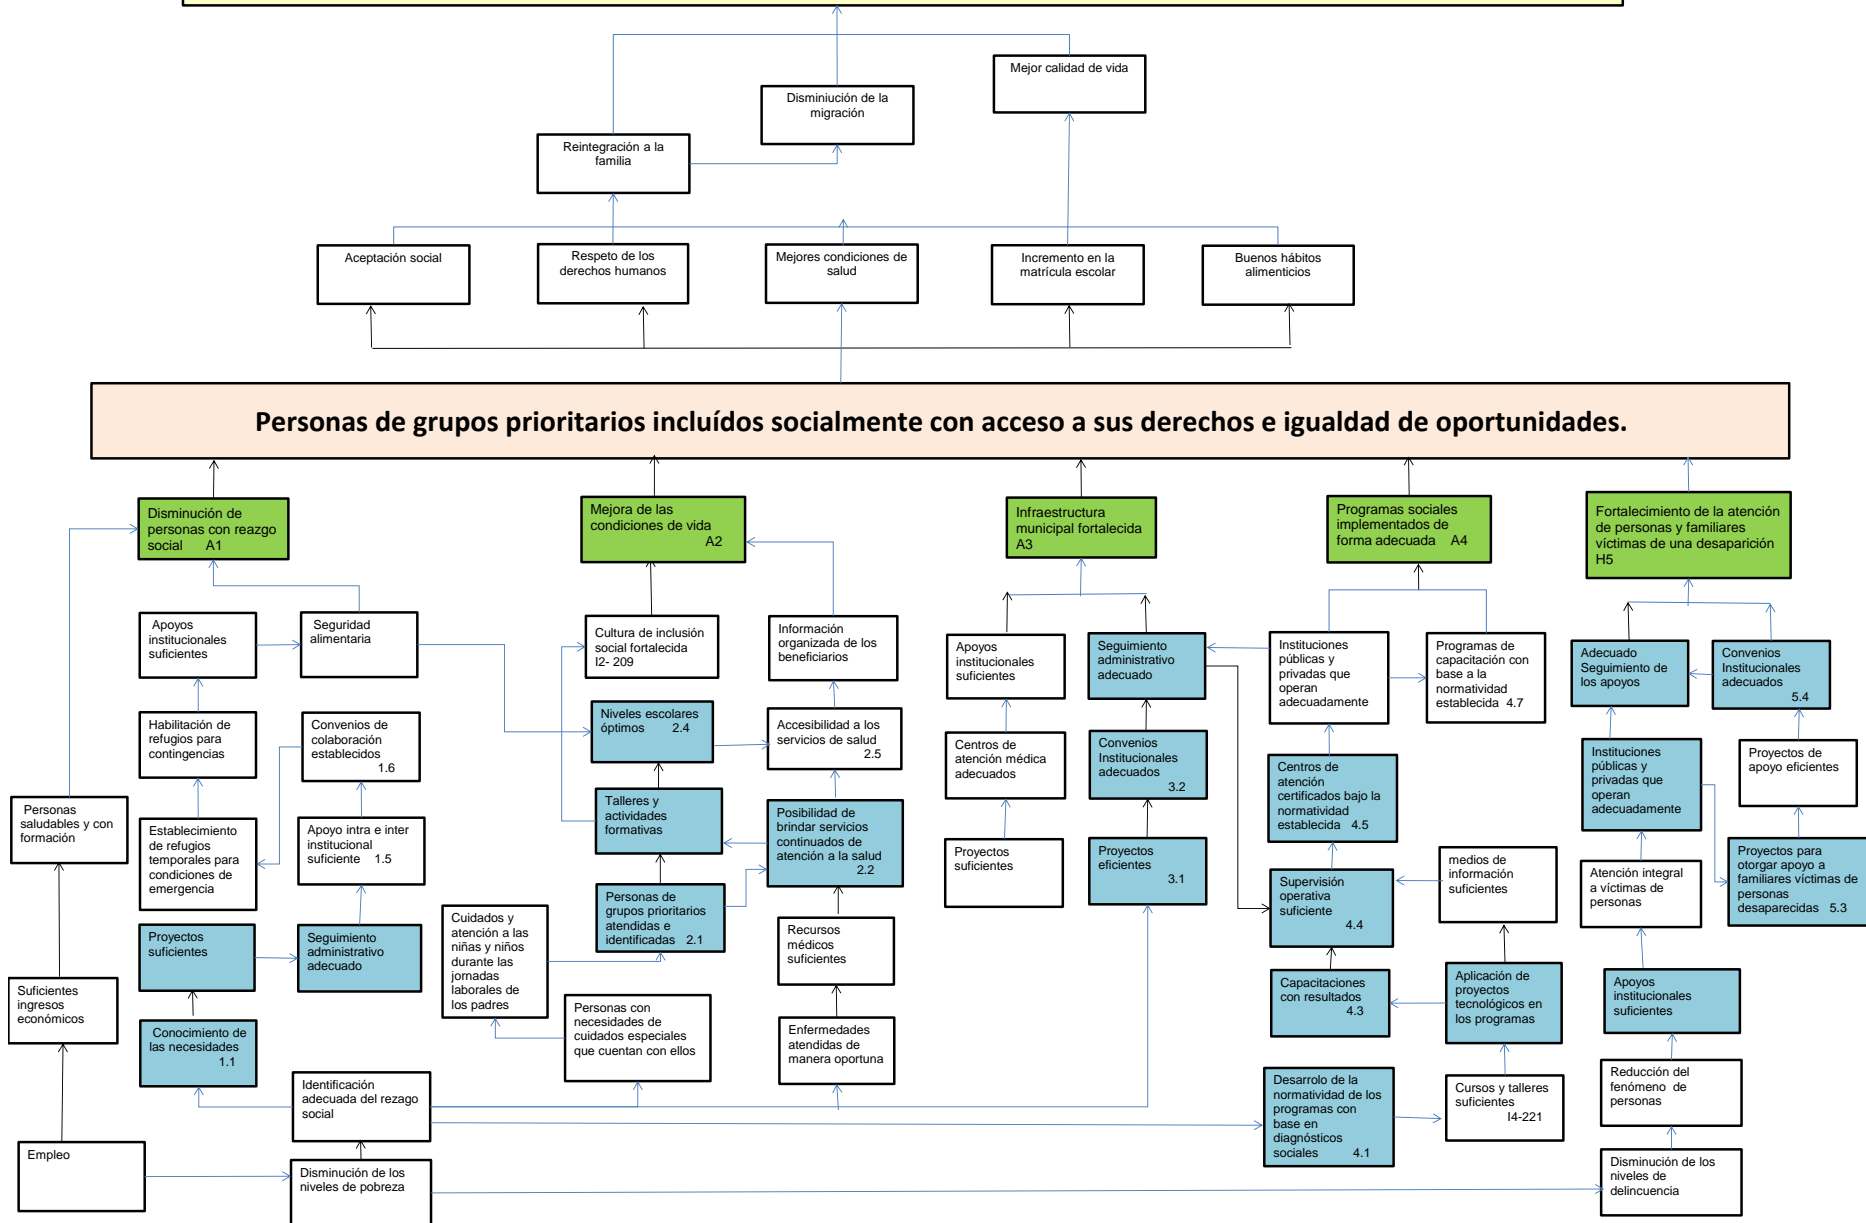 Mejor calidad de vida
Disminiución de la
migración
Reintegración a la
familia
Aceptación social
Respeto de los
derechos humanos
Mejores condiciones de
salud
Incremento en la
matrícula escolar
Buenos hábitos
alimenticios
Personas de grupos prioritarios incluídos socialmente con acceso a sus derechos e igualdad de oportunidades.
Disminución de
personas con reazgo
social A1
Mejora de las
condiciones de vida
A2
Infraestructura
municipal fortalecida
A3
Programas sociales
implementados de
forma adecuada A4
Fortalecimiento de la atención
de personas y familiares
víctimas de una desaparición
H5
Apoyos
institucionales
suficientes
Seguridad
alimentaria
Cultura de inclusión
social fortalecida
I2- 209
Información
organizada de los
beneficiarios
Apoyos
institucionales
suficientes
Seguimiento
administrativo
adecuado
Instituciones
públicas y
privadas que
operan
adecuadamente
Programas de
capacitación con
base a la
normatividad
establecida 4.7
Adecuado
Seguimiento de
los apoyos
Convenios
Institucionales
adecuados
5.4
Habilitación de
refugios para
contingencias
Convenios de
colaboración
establecidos
1.6
Niveles escolares
óptimos 2.4
Accesibilidad a los
servicios de salud
2.5
Centros de
atención médica
adecuados
Convenios
Institucionales
adecuados
3.2
Centros de
atención
certificados bajo la
normatividad
establecida 4.5
Instituciones
públicas y
privadas que
operan
adecuadamente
Proyectos de
apoyo eficientes
Personas
saludables y con
formación
Establecimiento
de refugios
temporales para
condiciones de
emergencia
Apoyo intra e inter
institucional
suficiente 1.5
Talleres y
actividades
formativas
Posibilidad de
brindar servicios
continuados de
atención a la salud
2.2
Proyectos suficientes
Proyectos
eficientes
3.1
Supervisión
operativa
suficiente
4.4
medios de
información
suficientes
Atención integral
a víctimas de
personas
Proyectos para
otorgar apoyo a
familiares víctimas de
personas
desaparecidas 5.3
Proyectos
suficientes
Seguimiento
administrativo
adecuado
Cuidados y
atención a las
niñas y niños
durante las
jornadas
laborales de
los padres
Personas de
grupos prioritarios
atendidas e
identificadas 2.1
Recursos
médicos
suficientes
Suficientes
ingresos
económicos
Conocimiento de
las necesidades
1.1
Personas con
necesidades de
cuidados especiales
que cuentan con ellos
Enfermedades
atendidas de
manera oportuna
Capacitaciones
con resultados
4.3
Aplicación de
proyectos
tecnológicos en
los programas
Apoyos
institucionales
suficientes
Identificación
adecuada del rezago
social
Desarrolo de la
normatividad de los
programas con
base en
diagnósticos
sociales 4.1
Cursos y talleres
suficientes
I4-221
Reducción del
fenómeno de
personas
Empleo
Disminución de los
niveles de pobreza
Disminución de los
niveles de
delincuencia